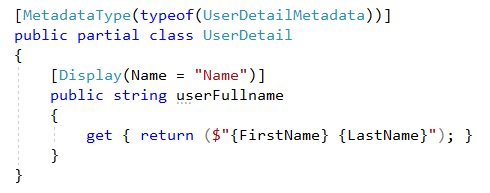 [MetadataType(typeof(UserDetailMetadata))]
public partial class UserDetail
{
    [Display(Name = "Name")]
    public string userFullname
    {
        get { return ($"{FirstName} {LastName}"); }
    }
}